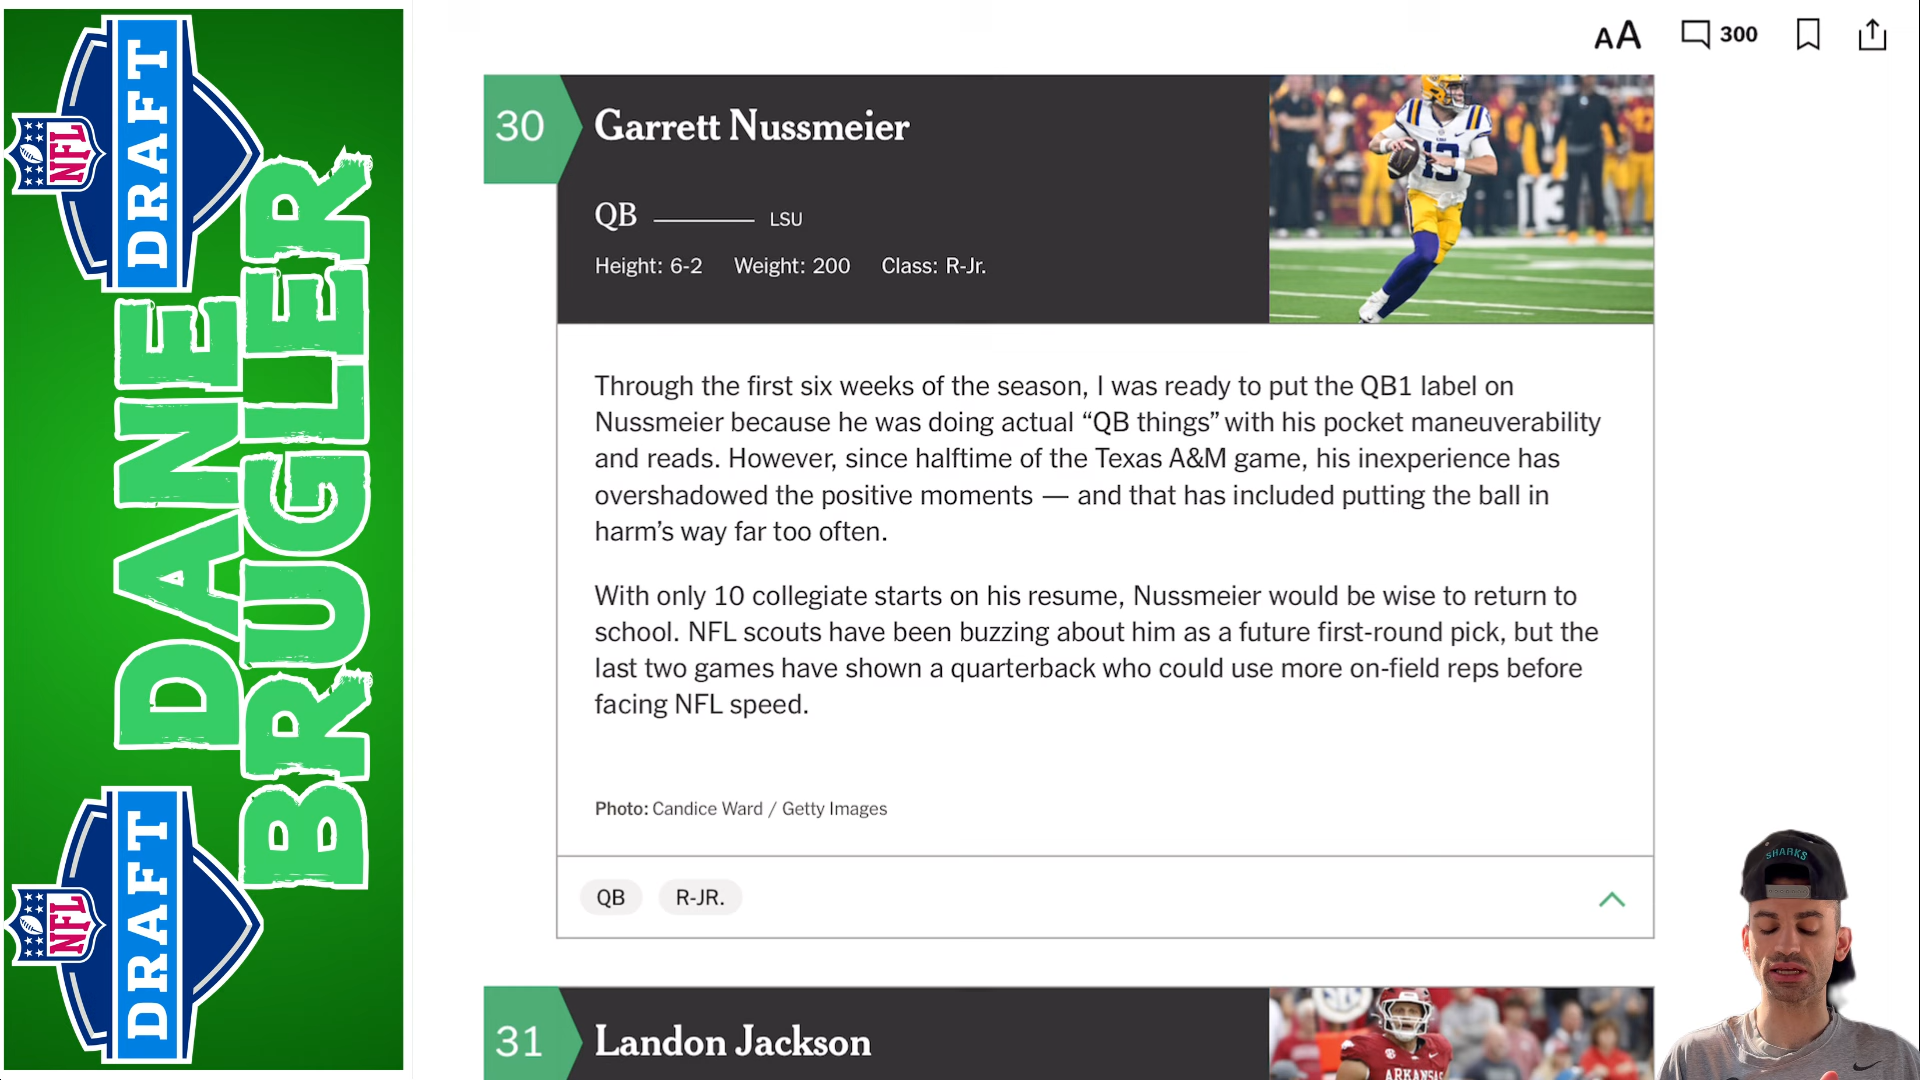 NFL
DRAFT
DANE
BRUGLER
NFL
DRAFT
AA
300
30
Garrett Nussmeier
QB
LSU
Height: 6-2 Weight: 200 Class: R-Jr.
13
13
Through the first six weeks of the season, I was ready to put the QB1 label on
Nussmeier because he was doing actual “QB things” with his pocket maneuverability
and reads. However, since halftime of the Texas A&M game, his inexperience has
overshadowed the positive moments — and that has included putting the ball in
harm’s way far too often.
With only 10 collegiate starts on his resume, Nussmeier would be wise to return to
school. NFL scouts have been buzzing about him as a future first-round pick, but the
last two games have shown a quarterback who could use more on-field reps before
facing NFL speed.
Photo: Candice Ward / Getty Images
QB R-JR.
31
Landon Jackson
ARKANSAS
SHARKS